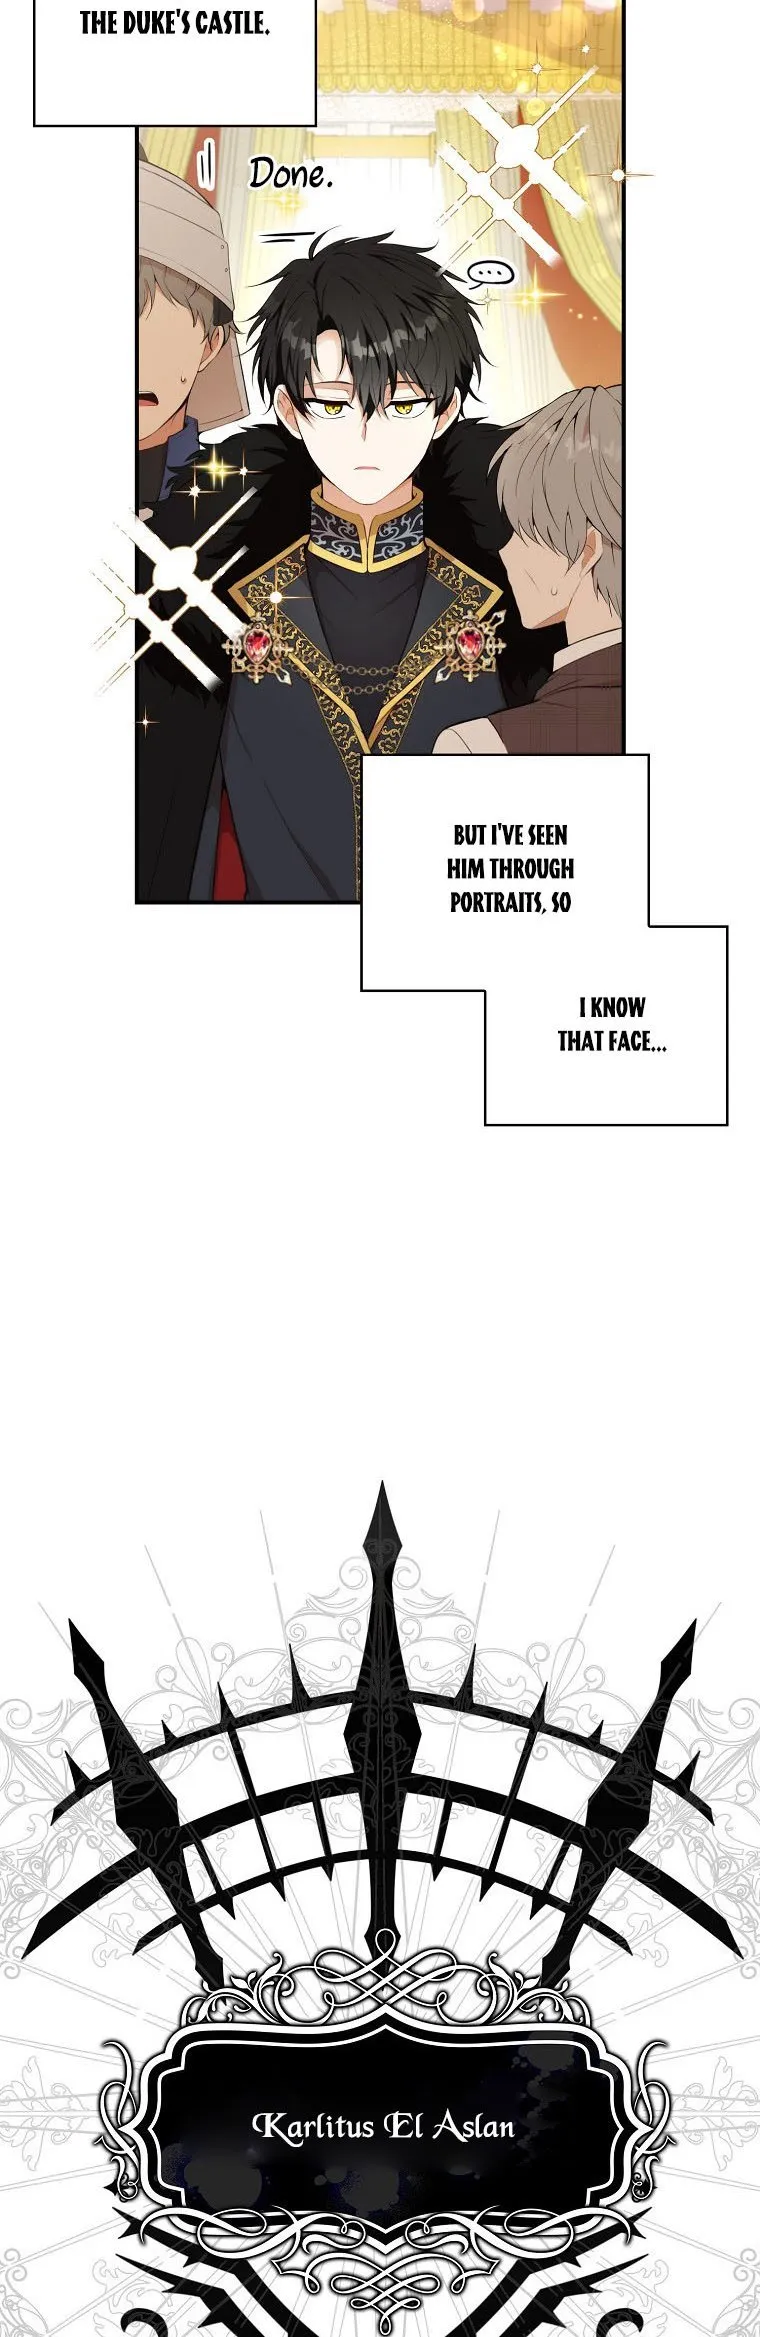 THE DUKE'S CASTLE.
Done.
...
BUT I'VE SEEN
HIM THROUGH
PORTRAITS, SO
I KNOW
THAT FACE...
Karlitus El Aslan